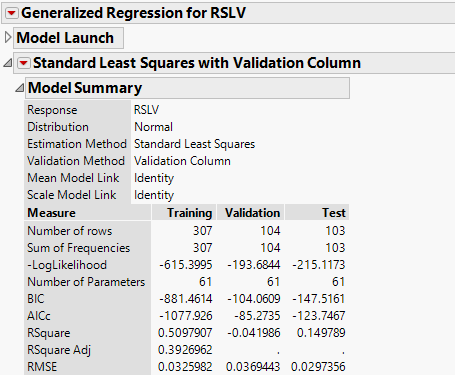 Generalized Regression for RSLV
Model Launch
Standard Least Squares with Validation Column
Model Summary
Response RSLV
Distribution Normal
Estimation Method Standard Least Squares
Validation Method Validation Column
Mean Model Link Identity
Scale Model Link Identity
Measure Training Validation Test
Number of rows 307 104 103
Sum of Frequencies 307 104 103
-LogLikelihood -615.3995 -193.6844 -215.1173
Number of Parameters 61 61 61
BIC -881.4614 -104.0609 -147.5161
AICc -1077.926 -85.2735 -123.7467
RSquare 0.5097907 -0.041986 0.149789
RSquare Adj 0.3926962 . .
RMSE 0.0325982 0.0369443 0.0297356